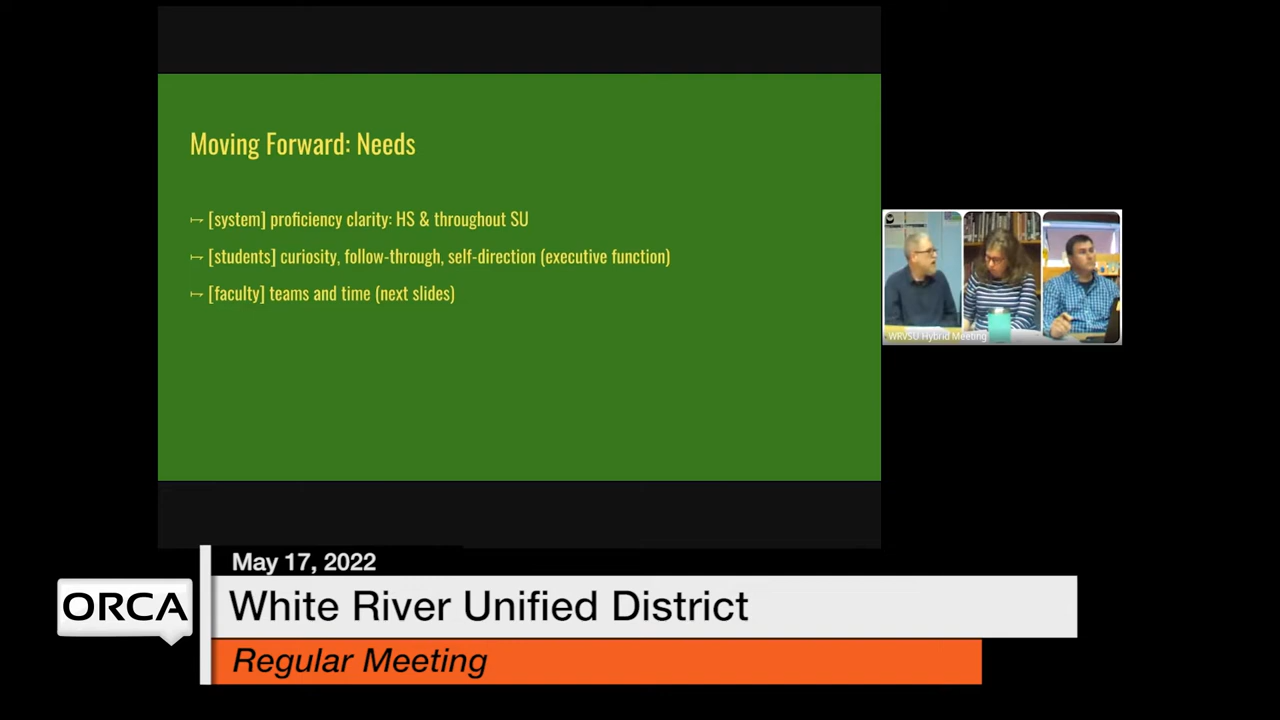 Moving Forward: Needs
↦ [system] proficiency clarity: HS & throughout SU
↦ [students] curiosity, follow-through, self-direction (executive function)
↦ [faculty] teams and time (next slides)
WRVSU Hybrid Meeting
May 17, 2022
ORCA
White River Unified District
Regular Meeting